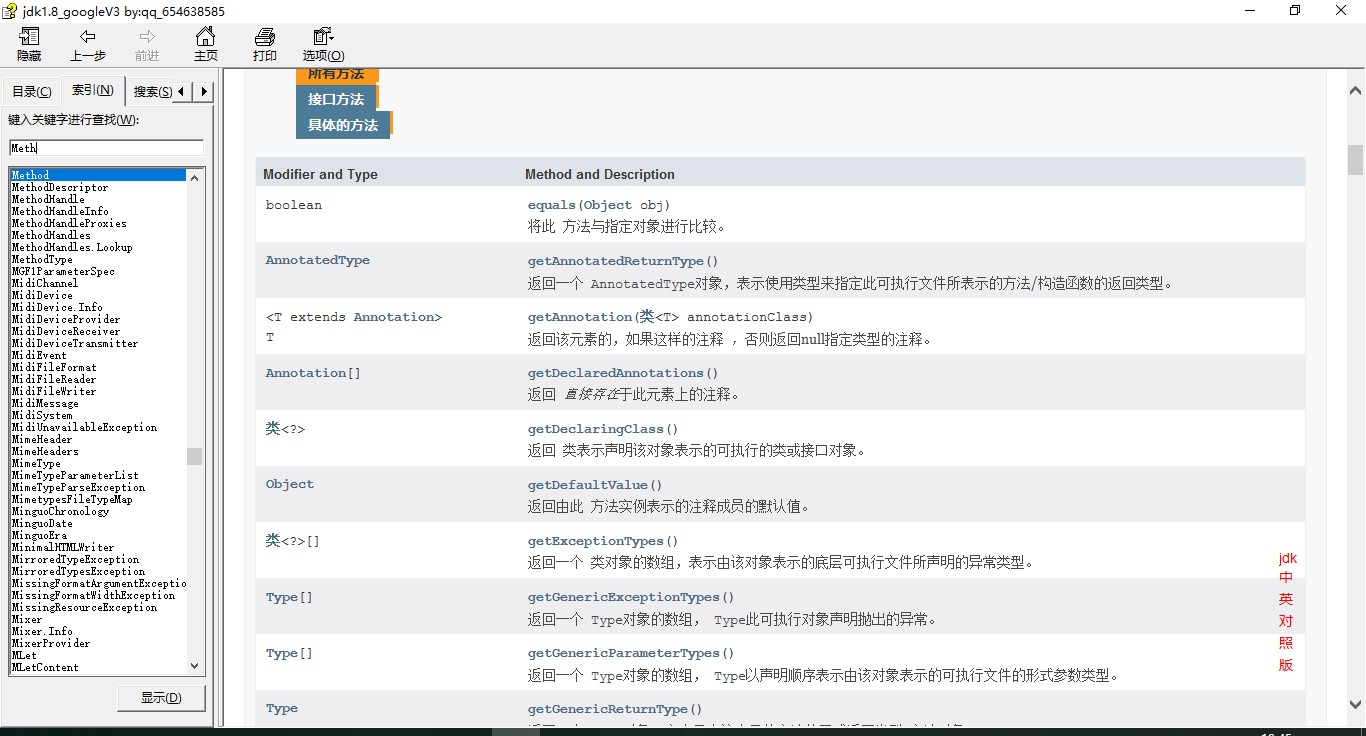 jdk1.8_googleV3 by:qq_654638585
隐藏 上一步 前进 主页 打印 选项(O)
目录(C) 索引(N) 搜索(S)
键入关键字进行查找(W):
Meth
Method
MethodDescriptor
MethodHandle
MethodHandleInfo
MethodHandleProxies
MethodHandles
MethodHandles.Lookup
MethodType
MGF1ParameterSpec
MidiChannel
MidiDevice
MidiDevice.Info
MidiDeviceProvider
MidiDeviceReceiver
MidiDeviceTransmitter
MidiEvent
MidiFileFormat
MidiFileReader
MidiFileWriter
MidiMessage
MidiSystem
MidiUnavailableException
MimeHeader
MimeHeaders
MimeType
MimeTypeParameterList
MimeTypeParseException
MimetypesFileTypeMap
MinguoChronology
MinguoDate
MinguoEra
MinimalHTMLWriter
MirroredTypeException
MirroredTypesException
MissingFormatArgumentExceptio
MissingFormatWidthException
MissingResourceException
Mixer
Mixer.Info
MixerProvider
MLet
MLetContent
显示(D)
所有方法
接口方法
具体的方法
Modifier and Type Method and Description
boolean equals(Object obj)
将此 方法与指定对象进行比较。
AnnotatedType getAnnotatedReturnType()
返回一个 AnnotatedType对象，表示使用类型来指定此可执行文件所表示的方法/构造函数的返回类型。
<T extends Annotation> getAnnotation(类<T> annotationClass)
T 返回该元素的，如果这样的注释 ，否则返回null指定类型的注释。
Annotation[] getDeclaredAnnotations()
返回 直接存在于此元素上的注释。
类<?> getDeclaringClass()
返回 类表示声明该对象表示的可执行的类或接口对象。
Object getDefaultValue()
返回由此 方法实例表示的注释成员的默认值。
类<?>[] getExceptionTypes()
返回一个 类对象的数组，表示由该对象表示的底层可执行文件所声明的异常类型。
Type[] getGenericExceptionTypes()
返回一个 Type对象的数组， Type此可执行对象声明抛出的异常。
Type[] getGenericParameterTypes()
返回一个 Type对象的数组， Type以声明顺序表示由该对象表示的可执行文件的形式参数类型。
Type getGenericReturnType()
jdk
中
英
对
照
版